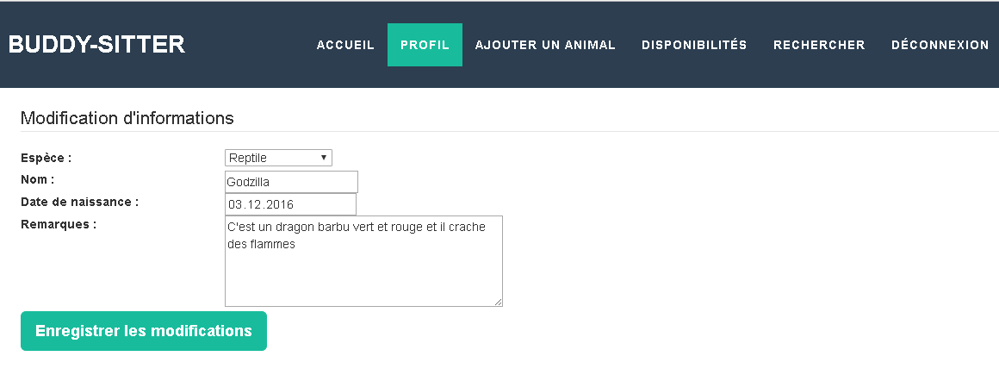 BUDDY-SITTER ACCUEIL PROFIL AJOUTER UN ANIMAL DISPONIBILITÉS RECHERCHER DÉCONNEXION
Modification d'informations
Espèce : Reptile
Nom : Godzilla
Date de naissance : 03.12.2016
Remarques : C'est un dragon barbu vert et rouge et il crache
des flammes
Enregistrer les modifications